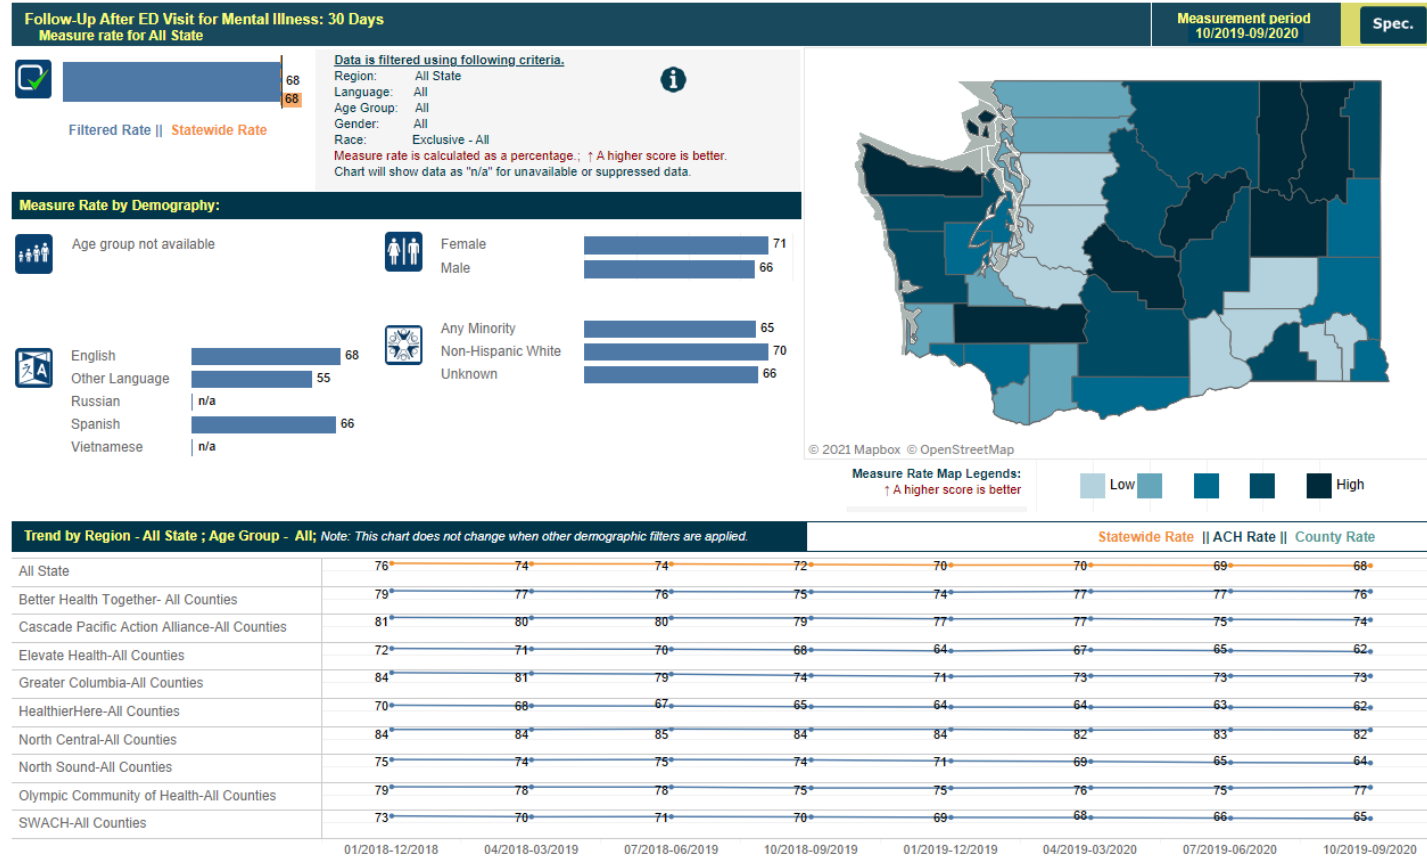 Follow-Up After ED Visit for Mental Illness: 30 Days
Measure rate for All State
Measurement period
10/2019-09/2020
Spec.
68
68
Filtered Rate || Statewide Rate
Data is filtered using following criteria.
Region: All State
Language: All
Age Group: All
Gender: All
Race: Exclusive - All
Measure rate is calculated as a percentage.; ↑ A higher score is better.
Chart will show data as "n/a" for unavailable or suppressed data.
Measure Rate by Demography:
Age group not available
Female 71
Male 66
Any Minority 65
Non-Hispanic White 70
Unknown 66
English 68
Other Language 55
Russian n/a
Spanish 66
Vietnamese n/a
© 2021 Mapbox © OpenStreetMap
Measure Rate Map Legends:
↑ A higher score is better
Low High
Trend by Region - All State ; Age Group - All; Note: This chart does not change when other demographic filters are applied.
Statewide Rate || ACH Rate || County Rate
All State 76 74 74 72 70 70 69 68
Better Health Together- All Counties 79 77 76 75 74 77 77 76
Cascade Pacific Action Alliance-All Counties 81 80 80 79 77 77 75 74
Elevate Health-All Counties 72 71 70 68 64 67 65 62
Greater Columbia-All Counties 84 81 79 74 71 73 73 73
HealthierHere-All Counties 70 68 67 65 64 64 63 62
North Central-All Counties 84 84 85 84 84 82 83 82
North Sound-All Counties 75 74 75 74 71 69 65 64
Olympic Community of Health-All Counties 79 78 78 75 75 76 75 77
SWACH-All Counties 73 70 71 70 69 68 66 65
01/2018-12/2018 04/2018-03/2019 07/2018-06/2019 10/2018-09/2019 01/2019-12/2019 04/2019-03/2020 07/2019-06/2020 10/2019-09/2020